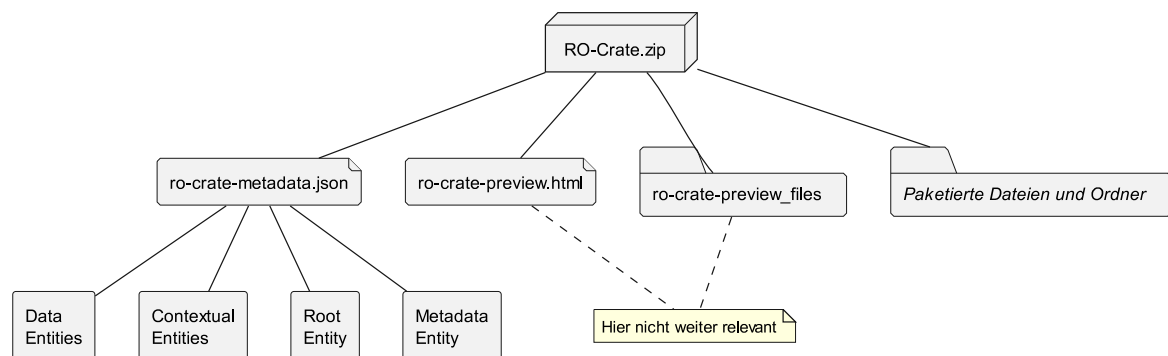 RO-Crate.zip
ro-crate-metadata.json
ro-crate-preview.html
ro-crate-preview_files
Paketierte Dateien und Ordner
Data
Entities
Contextual
Entities
Root
Entity
Metadata
Entity
Hier nicht weiter relevant